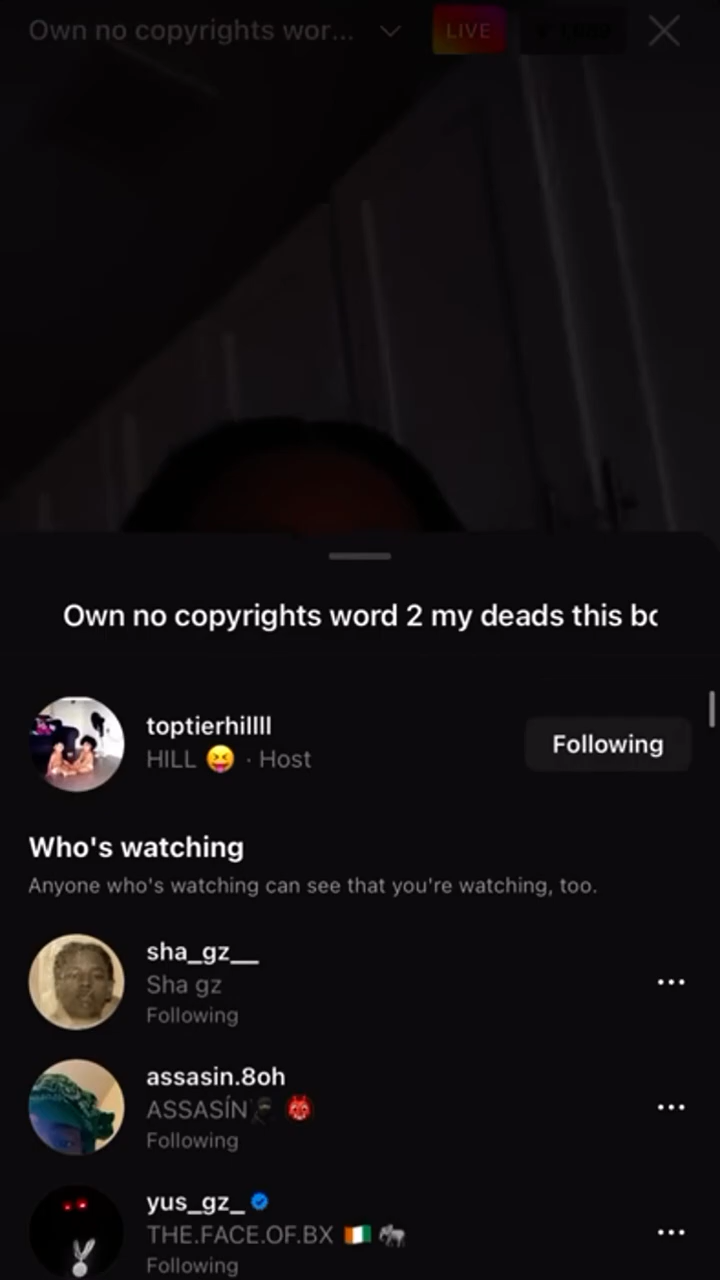 Own no copyrights wor...
LIVE
Own no copyrights word 2 my deads this bc
toptierhillll
HILL 😝 · Host
Following
Who's watching
Anyone who's watching can see that you're watching, too.
sha_gz__
Sha gz
Following
assasin.8oh
ASSASÍN🥷🏿 👹
Following
yus_gz_
THE.FACE.OF.BX 🇨🇮 🐘
Following